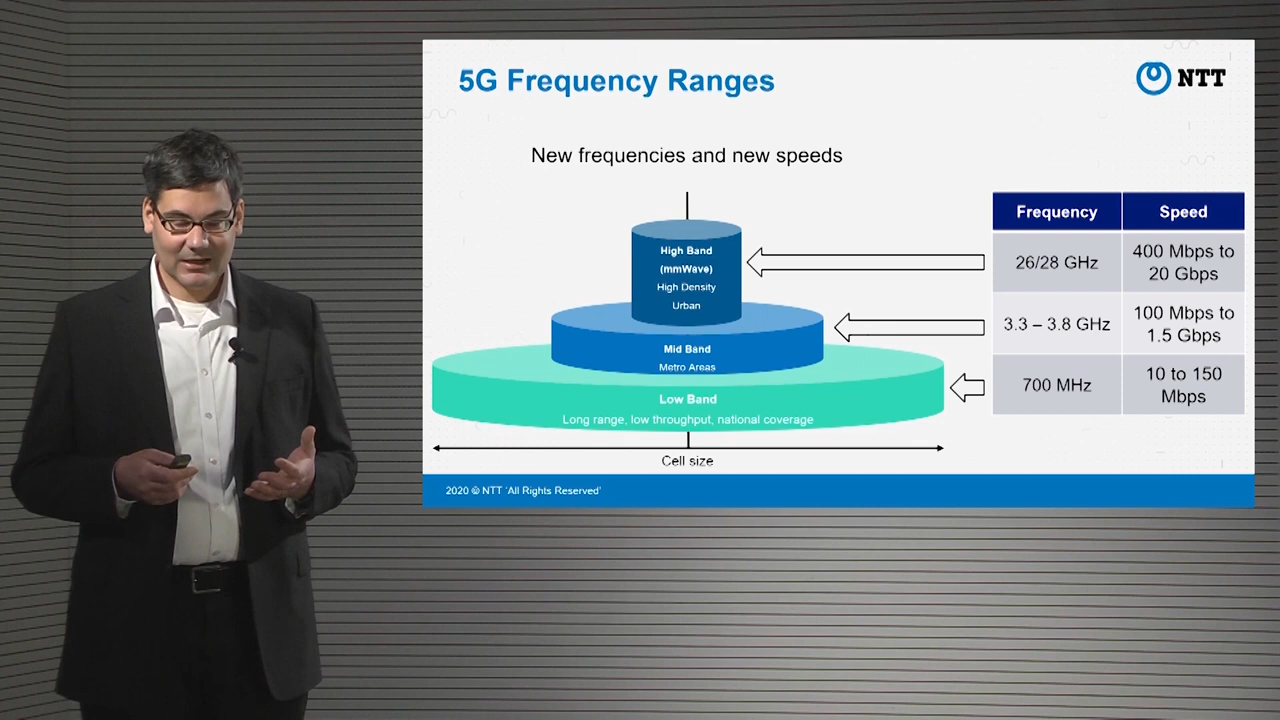 5G Frequency Ranges
NTT
New frequencies and new speeds
High Band
(mmWave)
High Density
Urban
Mid Band
Metro Areas
Low Band
Long range, low throughput, national coverage
Cell size
Frequency Speed
26/28 GHz 400 Mbps to
20 Gbps
3.3 – 3.8 GHz 100 Mbps to
1.5 Gbps
700 MHz 10 to 150
Mbps
2020 © NTT 'All Rights Reserved'